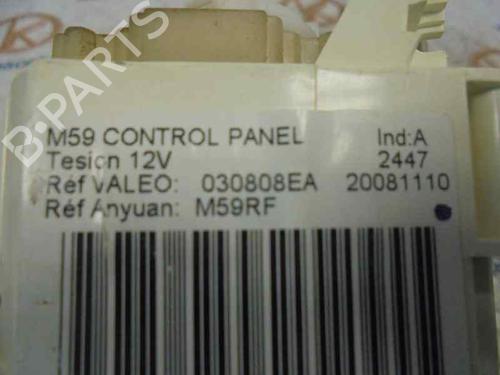 M59 CONTROL PANEL Ind:A
Tesion 12V 2447
Réf VALEO: 030808EA 20081110
Réf Anyuan: M59RF
B-PARTS